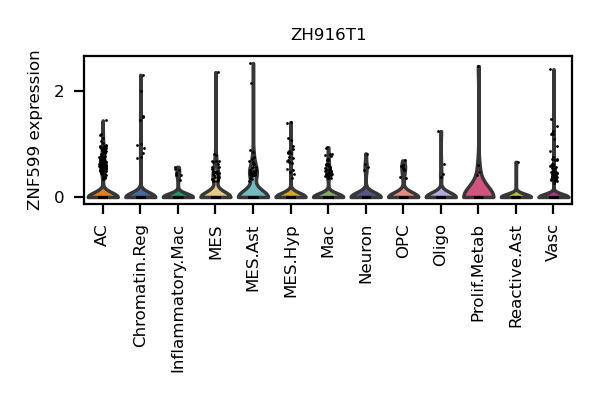 ZH916T1
ZNF599 expression
2
0
AC
Chromatin.Reg
Inflammatory.Mac
MES
MES.Ast
MES.Hyp
Mac
Neuron
OPC
Oligo
Prolif.Metab
Reactive.Ast
Vasc